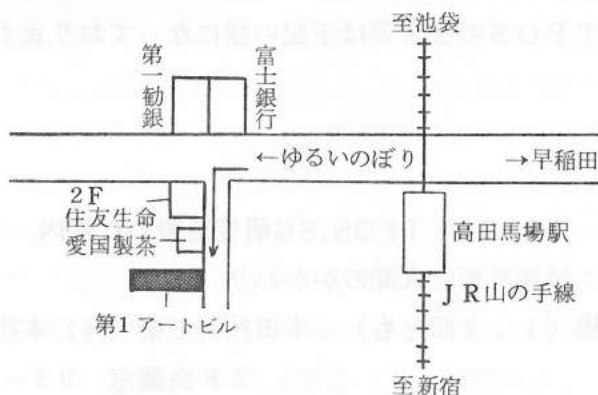 至池袋
第一勧銀
富士銀行
←ゆるいのぼり
→早稲田
2F
住友生命
愛国製茶
高田馬場駅
JR山の手線
第1アートビル
至新宿